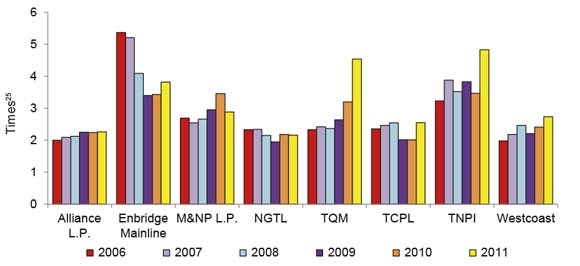 6
5
4
3
2
1
0
Times25
Alliance L.P.
Enbridge Mainline
M&NP L.P.
NGTL
TQM
TCPL
TNPI
Westcoast
2006 2007 2008 2009 2010 2011